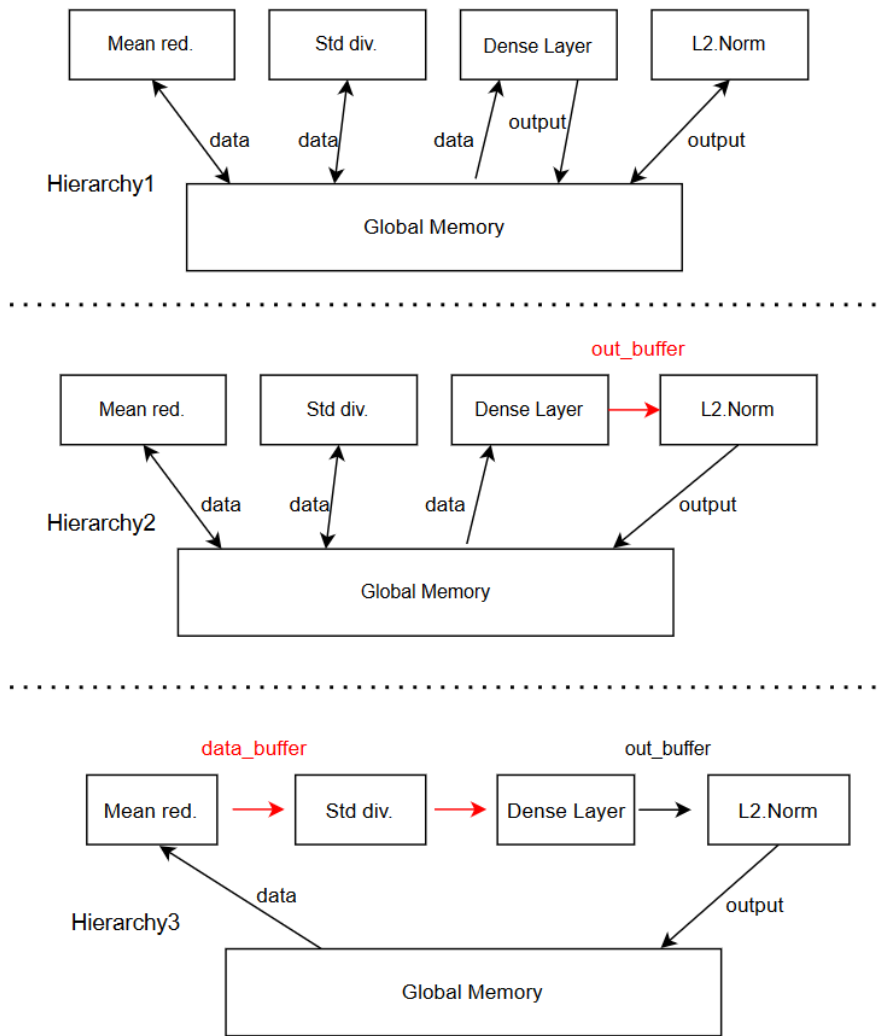 Mean red.
Std div.
Dense Layer
L2.Norm
data
data
data
output
output
Hierarchy1
Global Memory
out_buffer
Mean red.
Std div.
Dense Layer
L2.Norm
data
data
data
output
Hierarchy2
Global Memory
data_buffer
out_buffer
Mean red.
Std div.
Dense Layer
L2.Norm
data
output
Hierarchy3
Global Memory